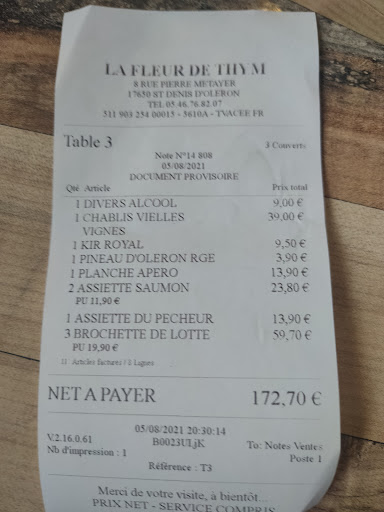 LA FLEUR DE THYM
8 RUE PIERRE METAYER
17650 ST DENIS D'OLERON
TEL 05.46.76.82.07
511 903 254 00015 - 5610A - TVACEE FR
Table 3 3 Couverts
Note N°14 808
05/08/2021
DOCUMENT PROVISOIRE
Qté Article Prix total
1 DIVERS ALCOOL 9,00 €
1 CHABLIS VIELLES 39,00 €
VIGNES
1 KIR ROYAL 9,50 €
1 PINEAU D'OLERON RGE 3,90 €
1 PLANCHE APERO 13,90 €
2 ASSIETTE SAUMON 23,80 €
PU 11,90 €
1 ASSIETTE DU PECHEUR 13,90 €
3 BROCHETTE DE LOTTE 59,70 €
PU 19,90 €
11 Articles facturés / 8 Lignes
NET A PAYER 172,70 €
05/08/2021 20:30:14
V.2.16.0.61 B0023ULjK To: Notes Ventes
Nb d'impression : 1 Poste 1
Référence : T3
Merci de votre visite, à bientôt...
PRIX NET - SERVICE COMPRIS